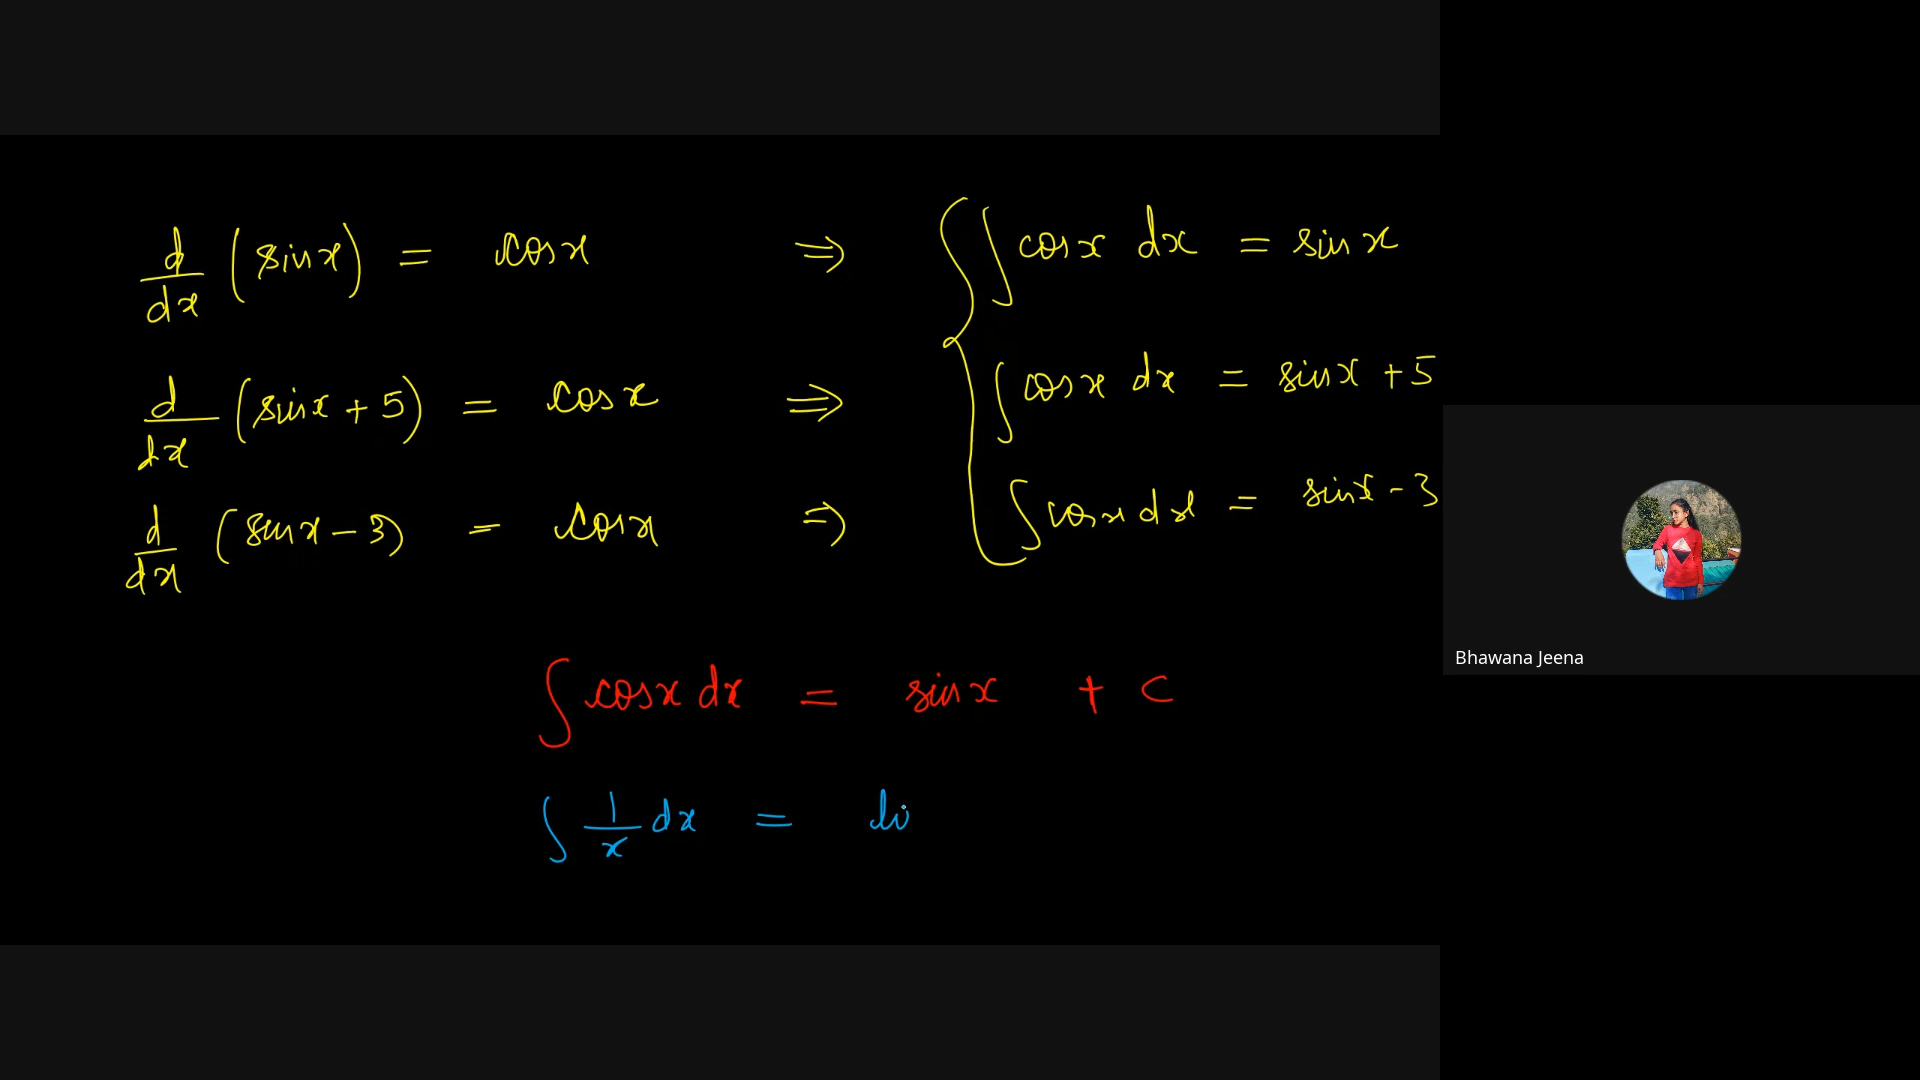 d/dx (sinx) = cosx ⇒ ∫ cosx dx = sinx
d/dx (sinx + 5) = cosx ⇒ ∫ cosx dx = sinx + 5
d/dx (sinx - 3) = cosx ⇒ ∫ cosx dx = sinx - 3
Bhawana Jeena
∫ cosx dx = sinx + c
∫ 1/x dx =